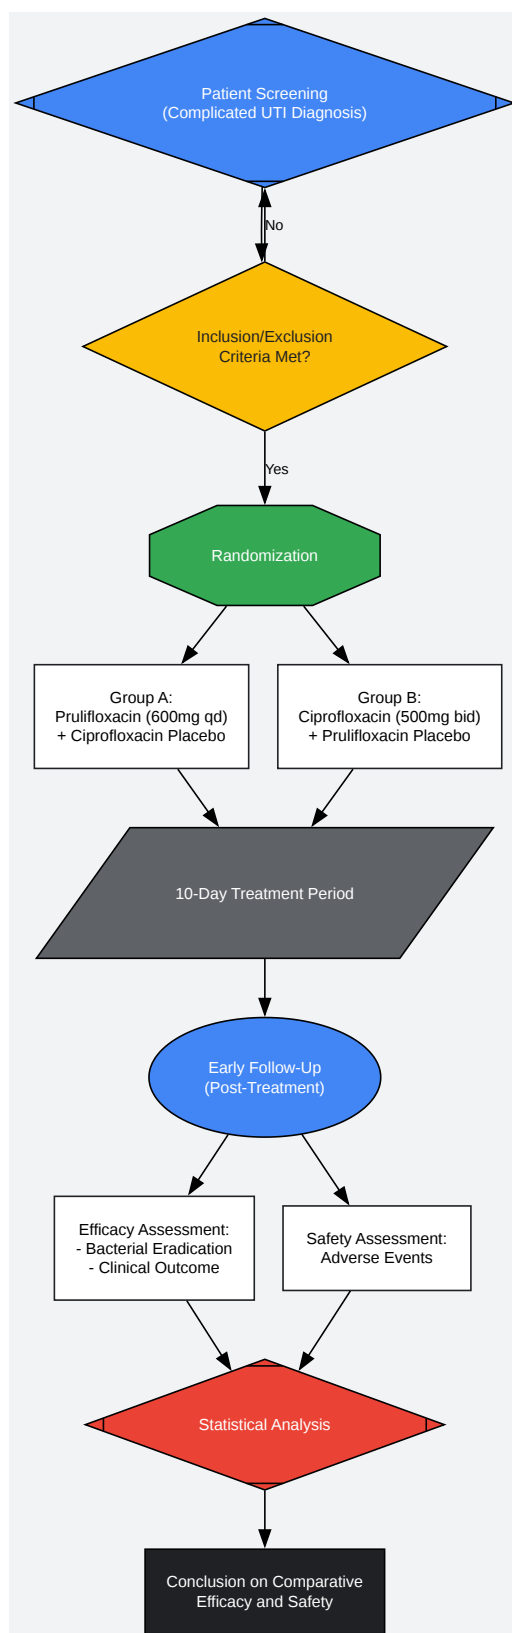 Patient Screening
(Complicated UTI Diagnosis)
No
Inclusion/Exclusion
Criteria Met?
Yes
Randomization
Group A:
Prulifloxacin (600mg qd)
+ Ciprofloxacin Placebo
Group B:
Ciprofloxacin (500mg bid)
+ Prulifloxacin Placebo
10-Day Treatment Period
Early Follow-Up
(Post-Treatment)
Efficacy Assessment:
- Bacterial Eradication
- Clinical Outcome
Safety Assessment:
Adverse Events
Statistical Analysis
Conclusion on Comparative
Efficacy and Safety